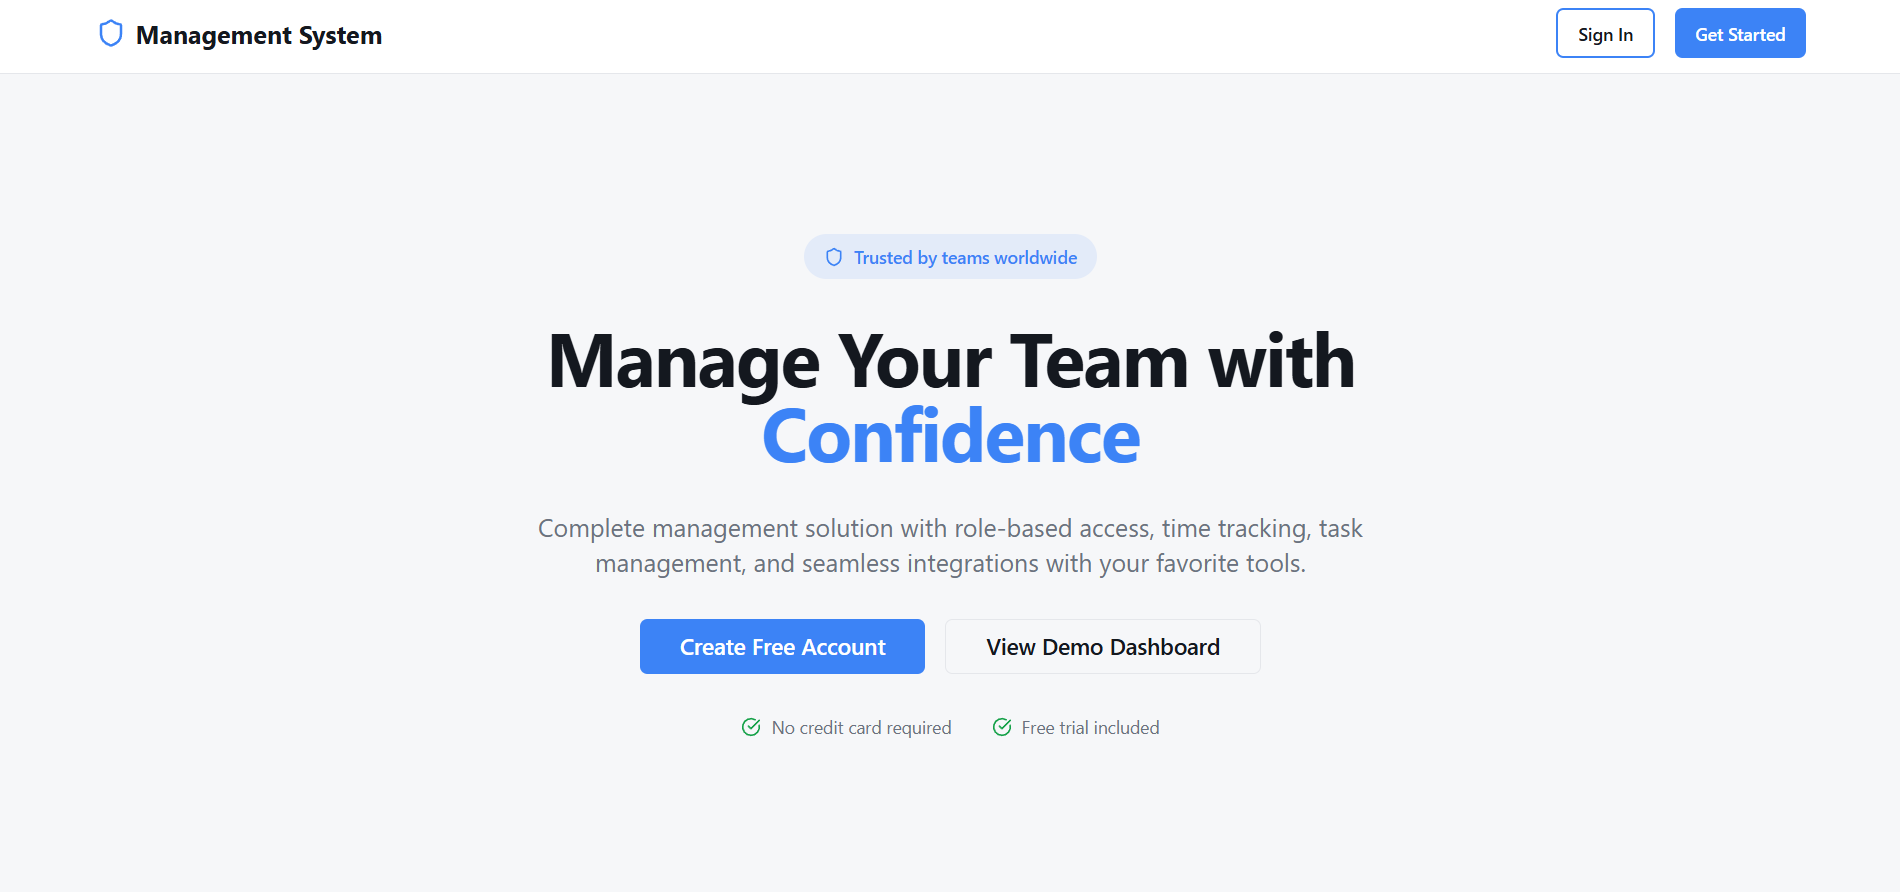 Management System
Sign In
Get Started
Trusted by teams worldwide
Manage Your Team with
Confidence
Complete management solution with role-based access, time tracking, task
management, and seamless integrations with your favorite tools.
Create Free Account
View Demo Dashboard
No credit card required
Free trial included